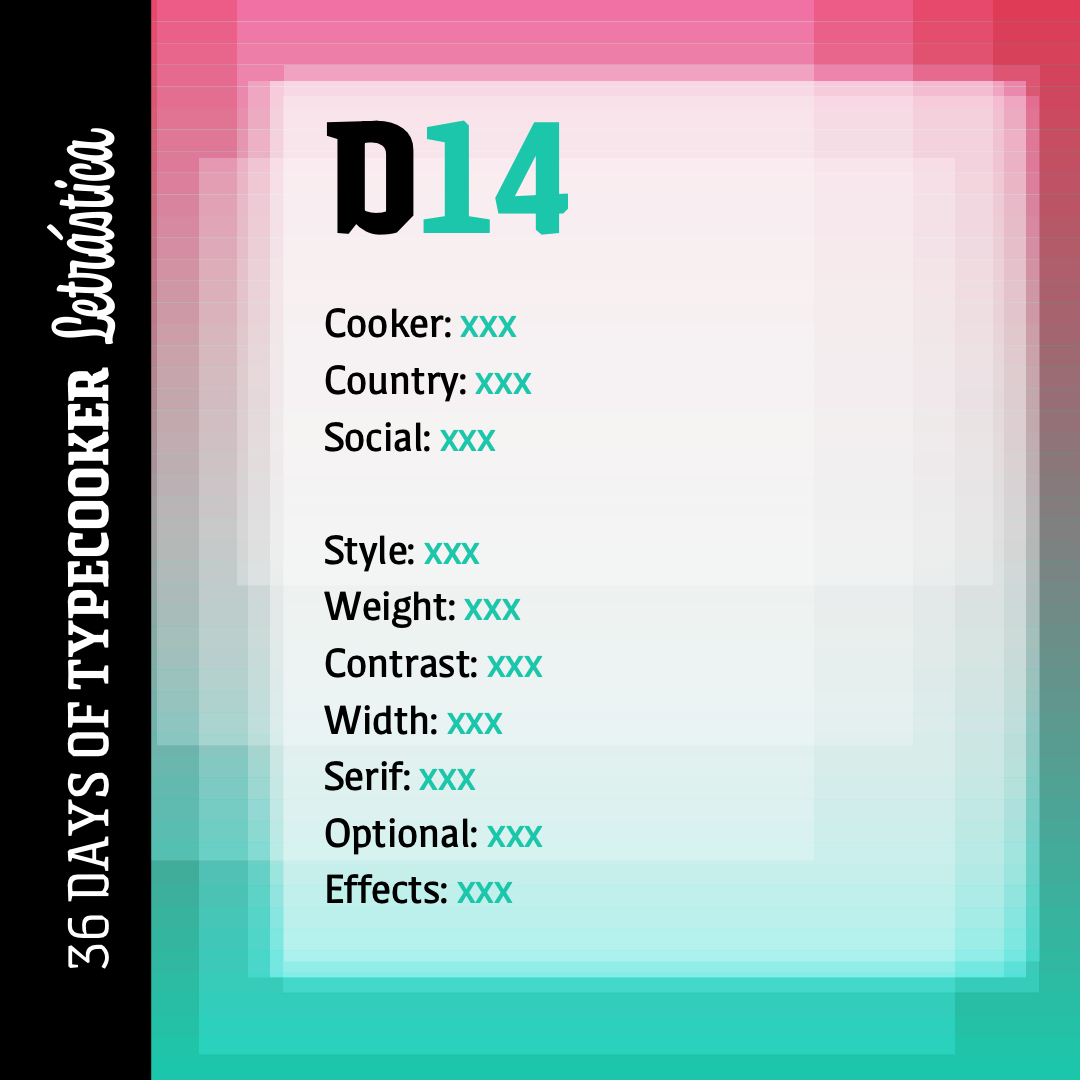 36 DAYS OF TYPECOOKER Letrástica
D14
Cooker: xxx
Country: xxx
Social: xxx
Style: xxx
Weight: xxx
Contrast: xxx
Width: xxx
Serif: xxx
Optional: xxx
Effects: xxx